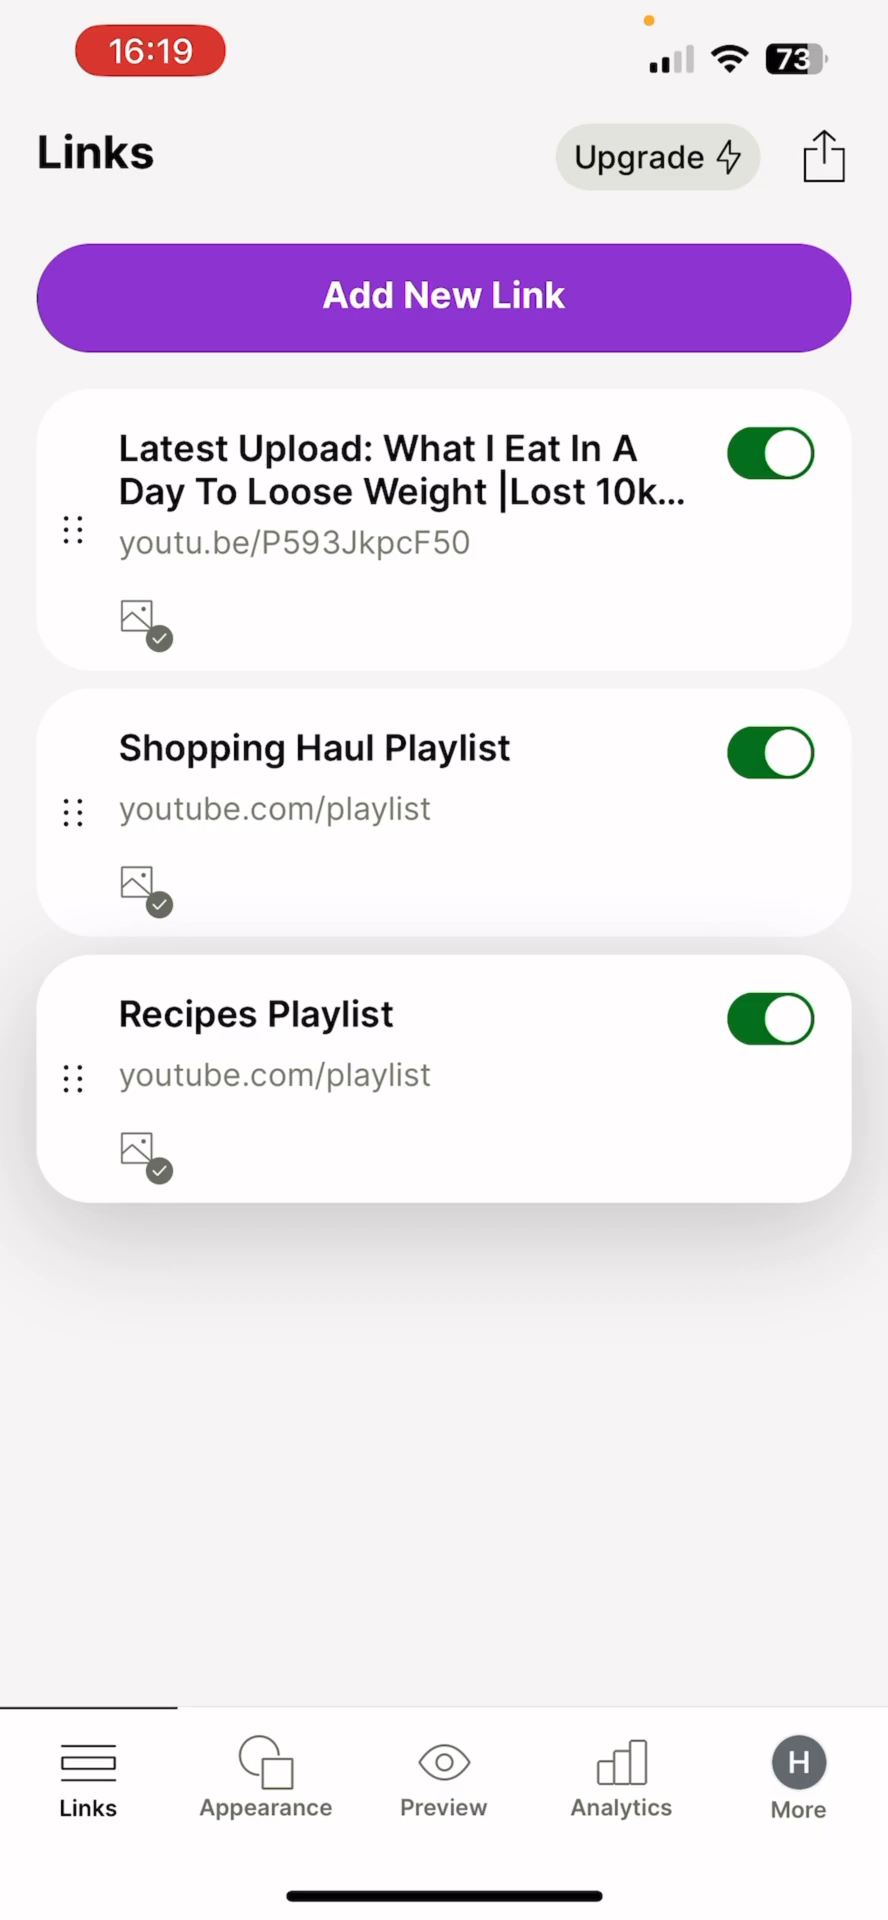 16:19
73
Links
Upgrade
Add New Link
Latest Upload: What I Eat In A
Day To Loose Weight |Lost 10k...
youtu.be/P593JkpcF50
Shopping Haul Playlist
youtube.com/playlist
Recipes Playlist
youtube.com/playlist
Links
Appearance
Preview
Analytics
H
More